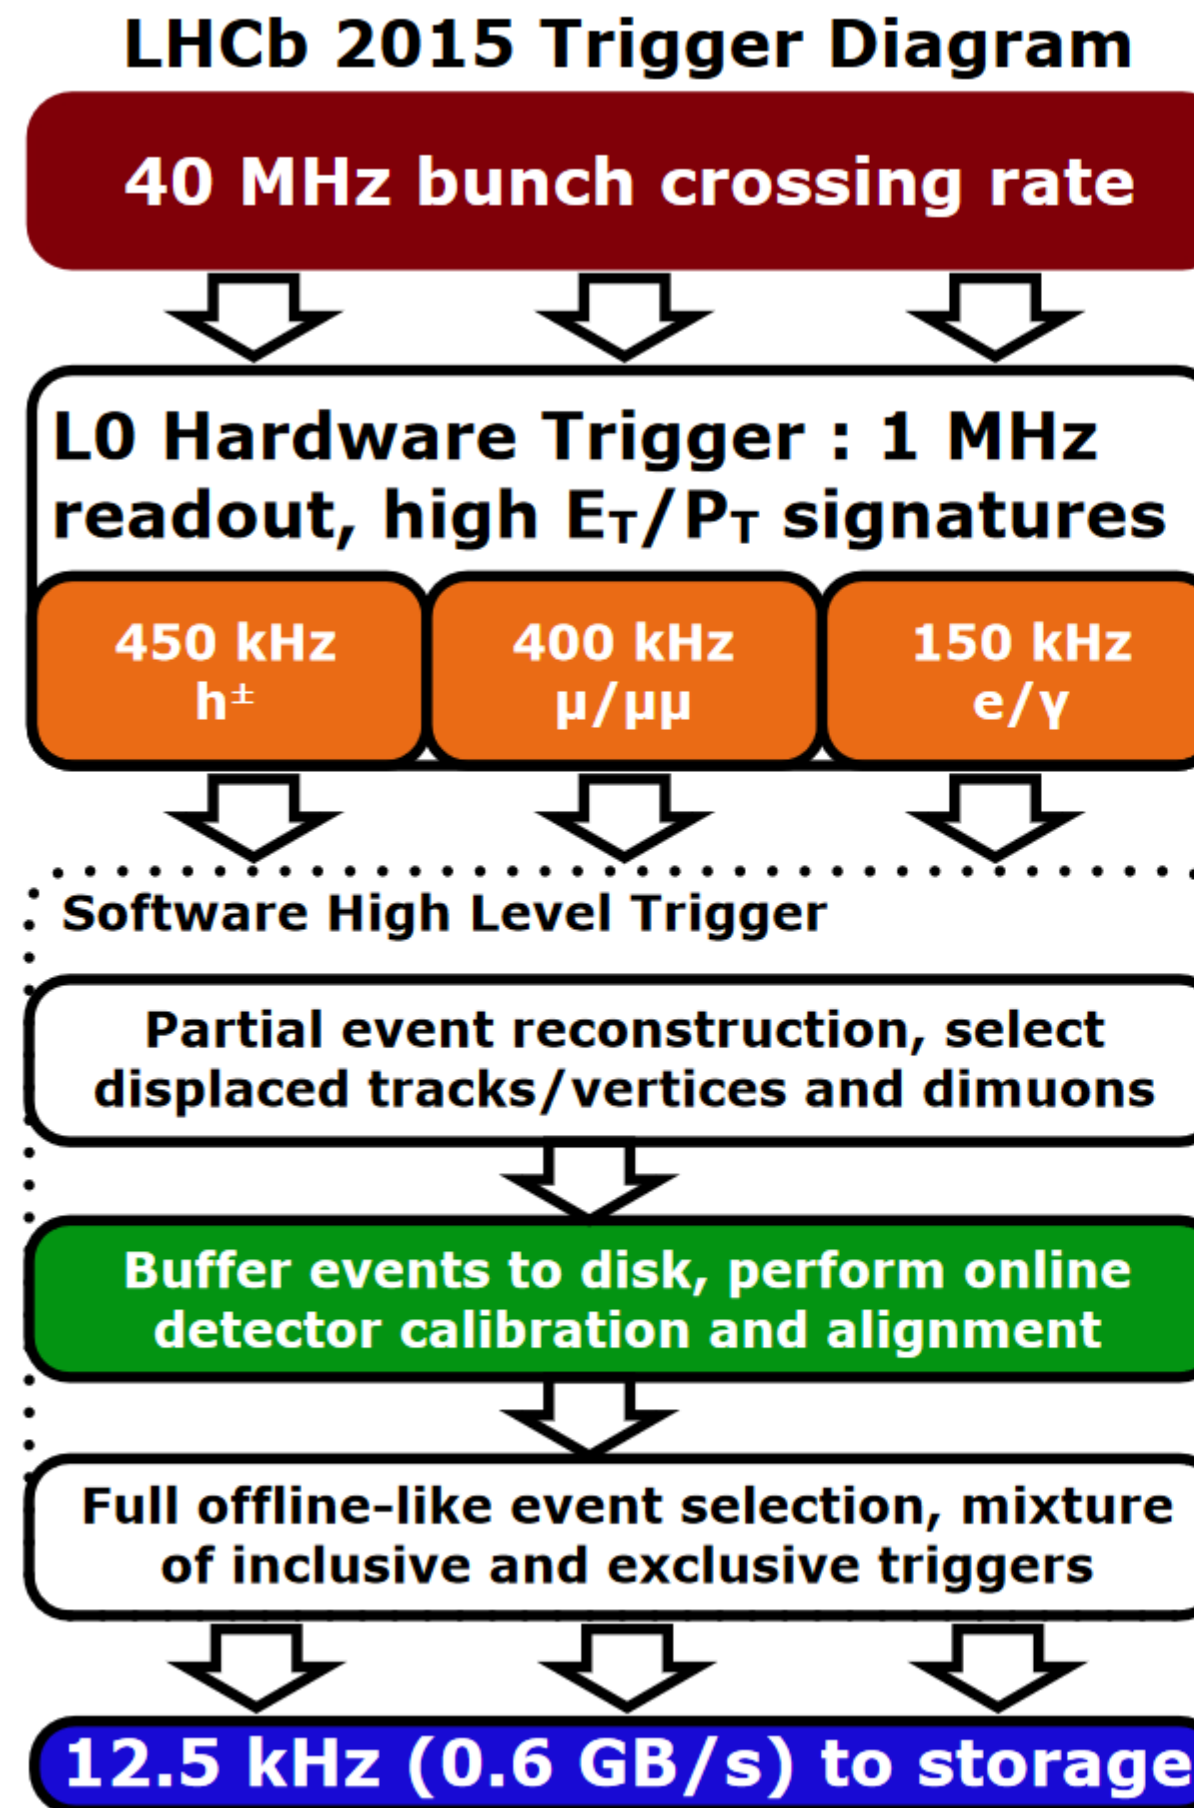 LHCb 2015 Trigger Diagram
40 MHz bunch crossing rate
L0 Hardware Trigger : 1 MHz
readout, high E_T/P_T signatures
450 kHz
h±
400 kHz
μ/μμ
150 kHz
e/γ
Software High Level Trigger
Partial event reconstruction, select
displaced tracks/vertices and dimuons
Buffer events to disk, perform online
detector calibration and alignment
Full offline-like event selection, mixture
of inclusive and exclusive triggers
12.5 kHz (0.6 GB/s) to storage